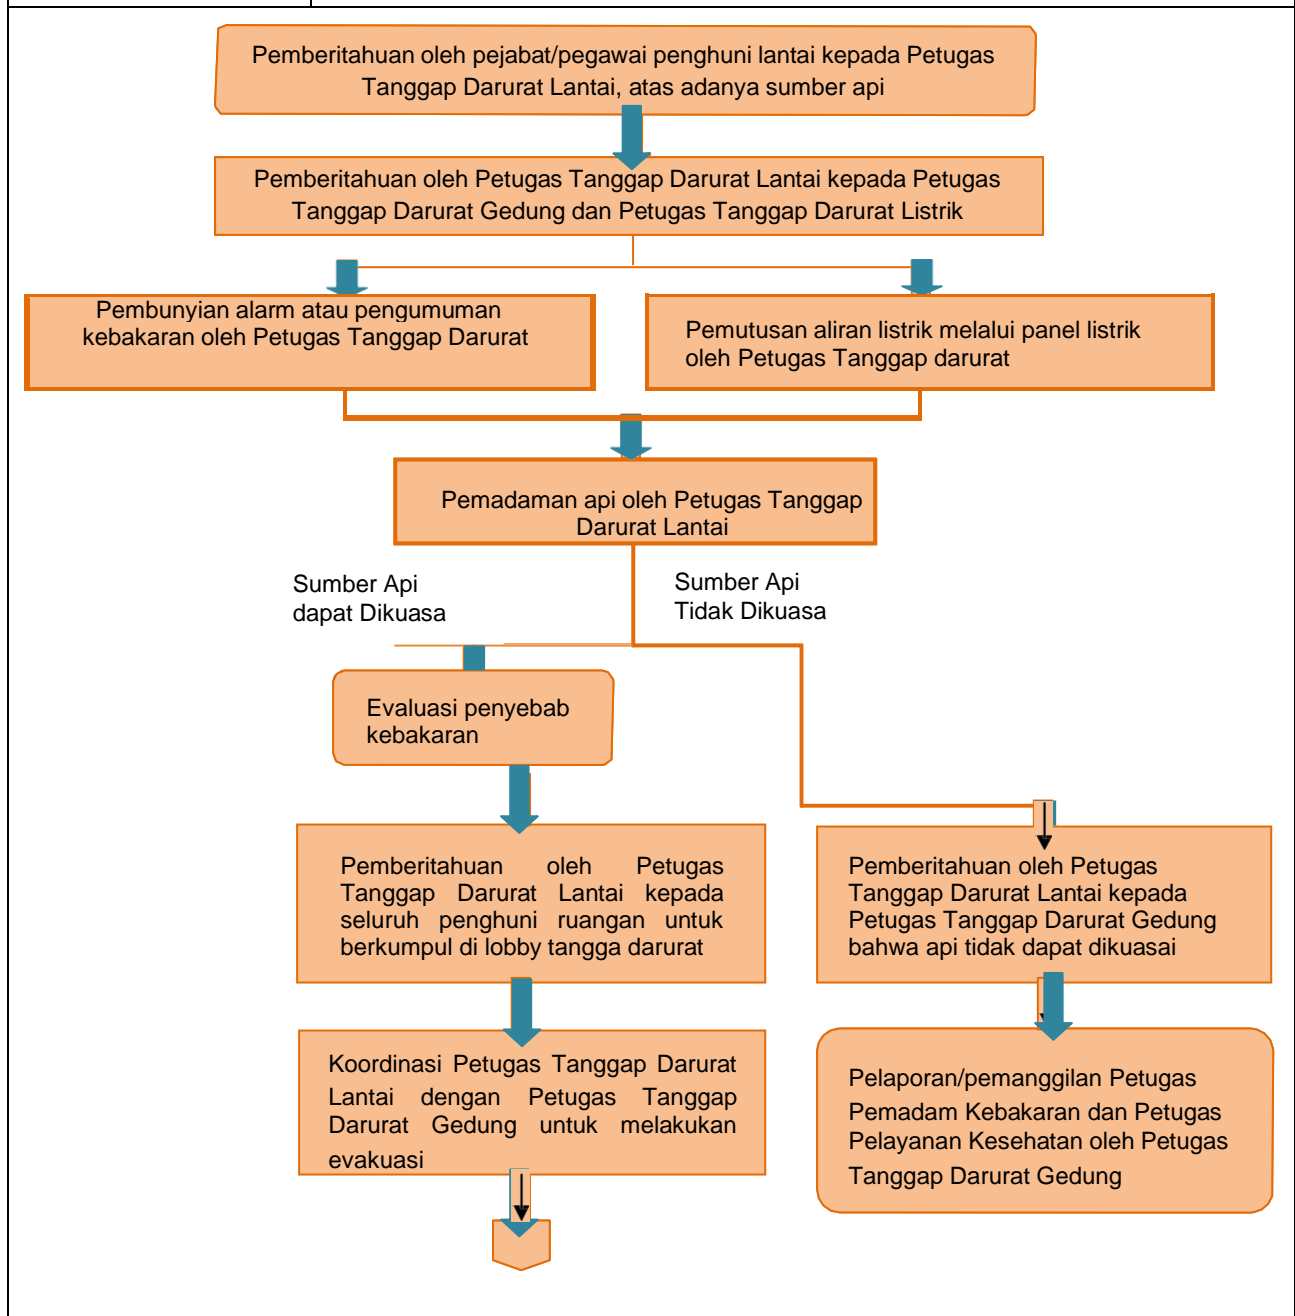 Pemberitahuan oleh pejabat/pegawai penghuni lantai kepada Petugas
Tanggap Darurat Lantai, atas adanya sumber api
Pemberitahuan oleh Petugas Tanggap Darurat Lantai kepada Petugas
Tanggap Darurat Gedung dan Petugas Tanggap Darurat Listrik
Pembunyian alarm atau pengumuman
kebakaran oleh Petugas Tanggap Darurat
Pemutusan aliran listrik melalui panel listrik
oleh Petugas Tanggap darurat
Pemadaman api oleh Petugas Tanggap
Darurat Lantai
Sumber Api
dapat Dikuasa
Sumber Api
Tidak Dikuasa
Evaluasi penyebab
kebakaran
Pemberitahuan oleh Petugas
Tanggap Darurat Lantai kepada
seluruh penghuni ruangan untuk
berkumpul di lobby tangga darurat
Pemberitahuan oleh Petugas
Tanggap Darurat Lantai kepada
Petugas Tanggap Darurat Gedung
bahwa api tidak dapat dikuasai
Koordinasi Petugas Tanggap Darurat
Lantai dengan Petugas Tanggap
Darurat Gedung untuk melakukan
evakuasi
Pelaporan/pemanggilan Petugas
Pemadam Kebakaran dan Petugas
Pelayanan Kesehatan oleh Petugas
Tanggap Darurat Gedung